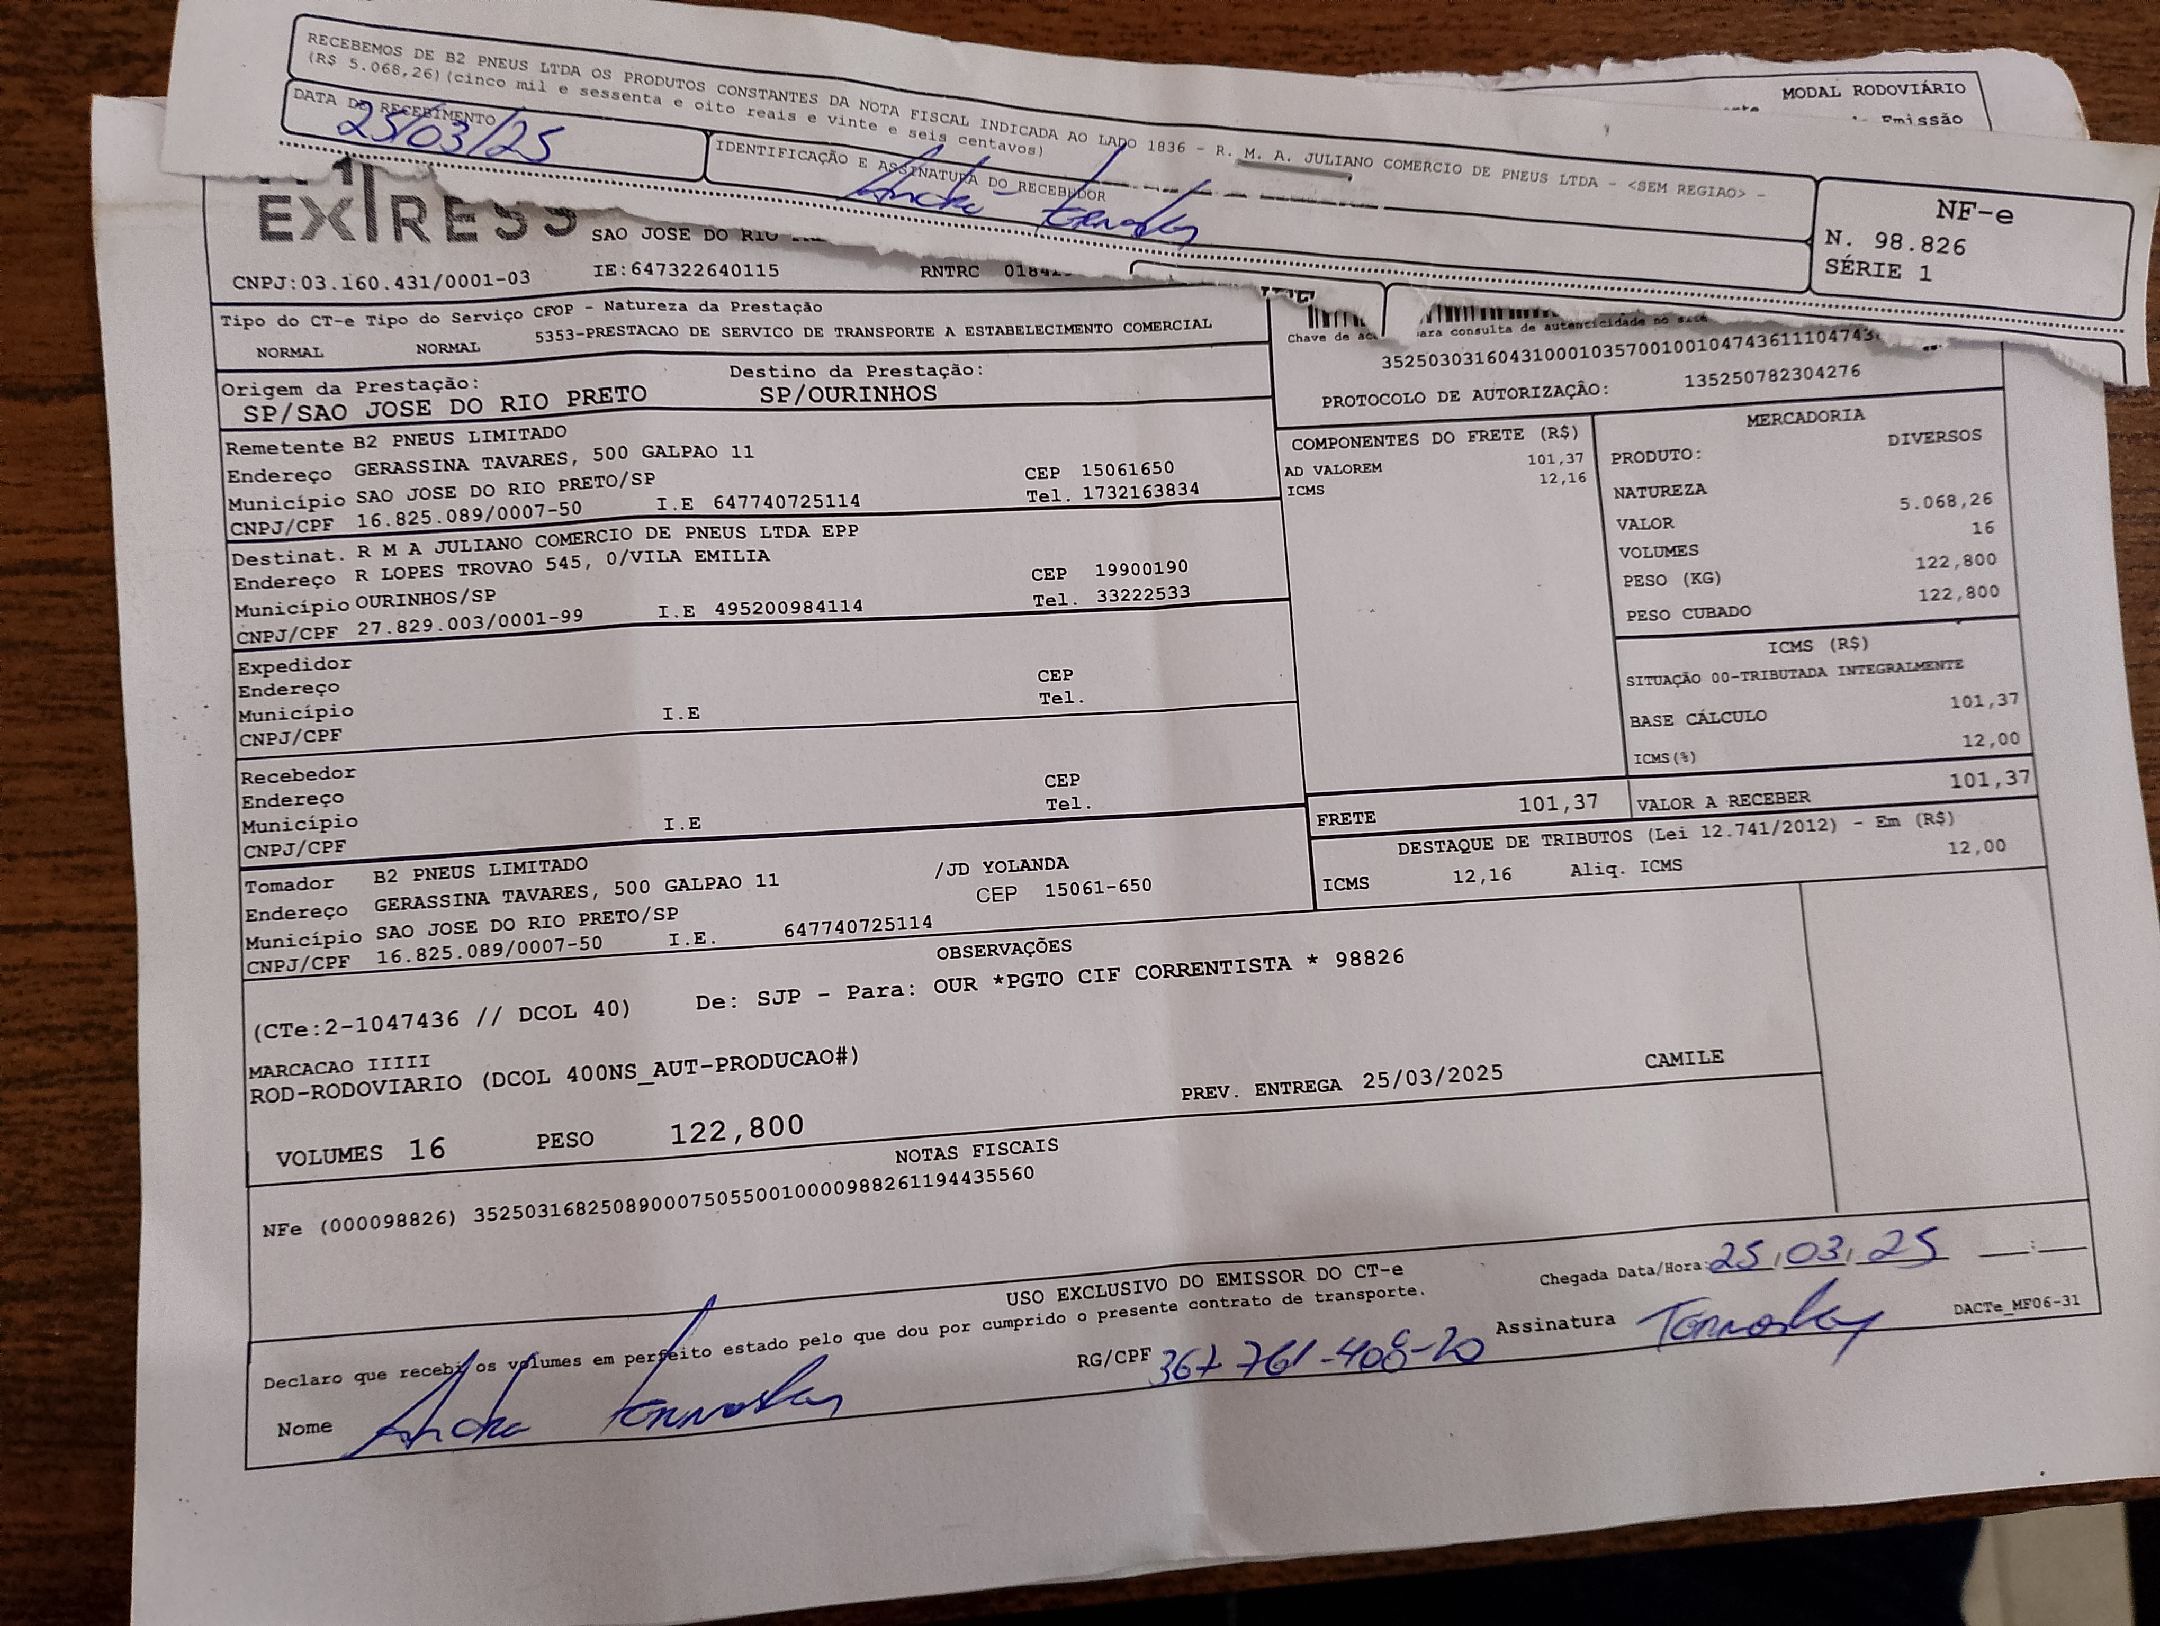 RECEBEMOS DE B2 PNEUS LTDA OS PRODUTOS CONSTANTES DA NOTA FISCAL INDICADA AO LADO 1836 - R. M. A. JULIANO COMERCIO DE PNEUS LTDA - <SEM REGIAO> -
(R$ 5.068,26)(cinco mil e sessenta e oito reais e vinte e seis centavos)
DATA DE RECEBIMENTO
25/03/25
IDENTIFICAÇÃO E ASSINATURA DO RECEBEDOR
NF-e
N. 98.826
SÉRIE 1
MODAL RODOVIÁRIO
Emissão
EXPRESS
SAO JOSE DO RIO
CNPJ:03.160.431/0001-03 IE:647322640115 RNTRC
Tipo do CT-e Tipo do Serviço CFOP - Natureza da Prestação
NORMAL NORMAL 5353-PRESTACAO DE SERVICO DE TRANSPORTE A ESTABELECIMENTO COMERCIAL
Chave de para consulta de autenticidade no
PROTOCOLO DE AUTORIZAÇÃO: 135250782304276
Origem da Prestação: Destino da Prestação:
SP/SAO JOSE DO RIO PRETO SP/OURINHOS
Remetente B2 PNEUS LIMITADO
Endereço GERASSINA TAVARES, 500 GALPAO 11 CEP 15061650
Município SAO JOSE DO RIO PRETO/SP Tel. 1732163834
CNPJ/CPF 16.825.089/0007-50 I.E 647740725114
Destinat. R M A JULIANO COMERCIO DE PNEUS LTDA EPP
Endereço R LOPES TROVAO 545, 0/VILA EMILIA CEP 19900190
Município OURINHOS/SP Tel. 33222533
CNPJ/CPF 27.829.003/0001-99 I.E 495200984114
Expedidor
Endereço CEP
Município I.E Tel.
CNPJ/CPF
Recebedor
Endereço CEP
Município I.E Tel.
CNPJ/CPF
Tomador B2 PNEUS LIMITADO /JD YOLANDA
Endereço GERASSINA TAVARES, 500 GALPAO 11 CEP 15061-650
Município SAO JOSE DO RIO PRETO/SP
CNPJ/CPF 16.825.089/0007-50 I.E. 647740725114
COMPONENTES DO FRETE (R$)
AD VALOREM 101,37
ICMS 12,16
MERCADORIA
PRODUTO: DIVERSOS
NATUREZA
VALOR 5.068,26
VOLUMES 16
PESO (KG) 122,800
PESO CUBADO 122,800
ICMS (R$)
SITUAÇÃO 00-TRIBUTADA INTEGRALMENTE
BASE CÁLCULO 101,37
ICMS(%) 12,00
FRETE 101,37 VALOR A RECEBER 101,37
DESTAQUE DE TRIBUTOS (Lei 12.741/2012) - Em (R$)
ICMS 12,16 Aliq. ICMS 12,00
OBSERVAÇÕES
(CTe:2-1047436 // DCOL 40) De: SJP - Para: OUR *PGTO CIF CORRENTISTA * 98826
MARCACAO IIIII
ROD-RODOVIARIO (DCOL 400NS_AUT-PRODUCAO#)
PREV. ENTREGA 25/03/2025 CAMILE
VOLUMES 16 PESO 122,800
NOTAS FISCAIS
NFe (000098826) 35250316825089000750550010000988261194435560
USO EXCLUSIVO DO EMISSOR DO CT-e
Declaro que recebi os volumes em perfeito estado pelo que dou por cumprido o presente contrato de transporte.
Chegada Data/Hora: 25/03/25 __:__
Nome
RG/CPF 367 761-408-20 Assinatura
DACTe_MF06-31